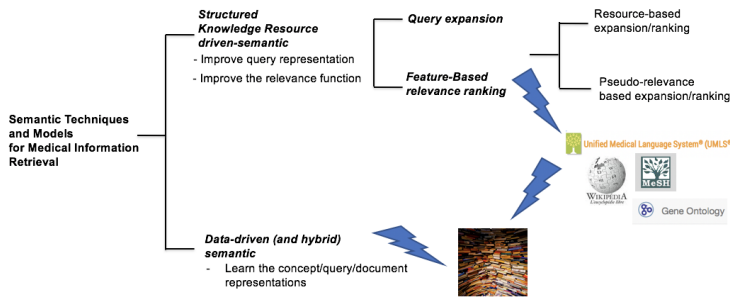 Semantic Techniques
and Models
for Medical Information
Retrieval
Structured
Knowledge Resource
driven-semantic
- Improve query representation
- Improve the relevance function
Query expansion
Feature-Based
relevance ranking
Resource-based
expansion/ranking
Pseudo-relevance
based expansion/ranking
Unified Medical Language System® (UMLS®
WIKIPEDIA
L'encyclopédie libre
MeSH
Gene Ontology
Data-driven (and hybrid)
semantic
- Learn the concept/query/document
representations